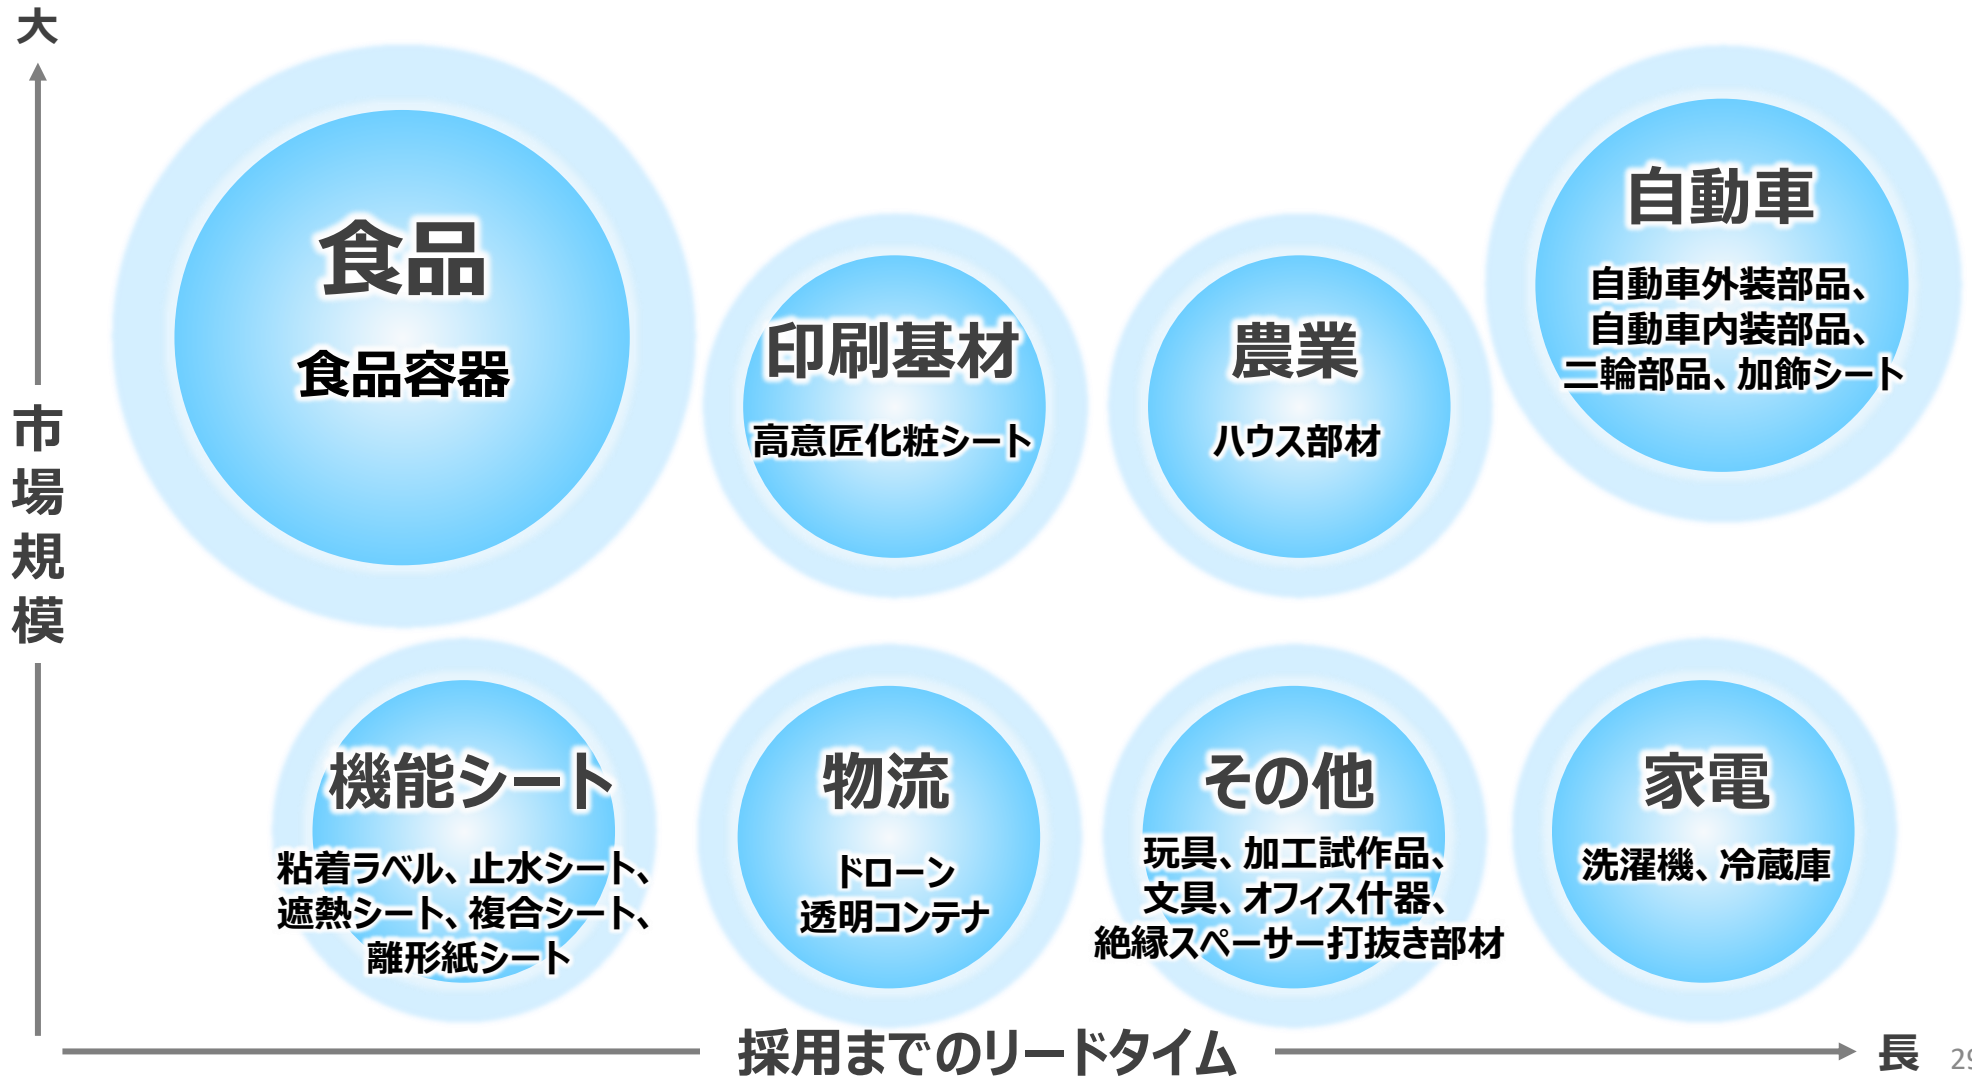 大
市場規模
食品
食品容器
印刷基材
高意匠化粧シート
農業
ハウス部材
自動車
自動車外装部品、
自動車内装部品、
二輪部品、加飾シート
機能シート
粘着ラベル、止水シート、
遮熱シート、複合シート、
離形紙シート
物流
ドローン
透明コンテナ
その他
玩具、加工試作品、
文具、オフィス什器、
絶縁スペーサー打抜き部材
家電
洗濯機、冷蔵庫
採用までのリードタイム
長
29